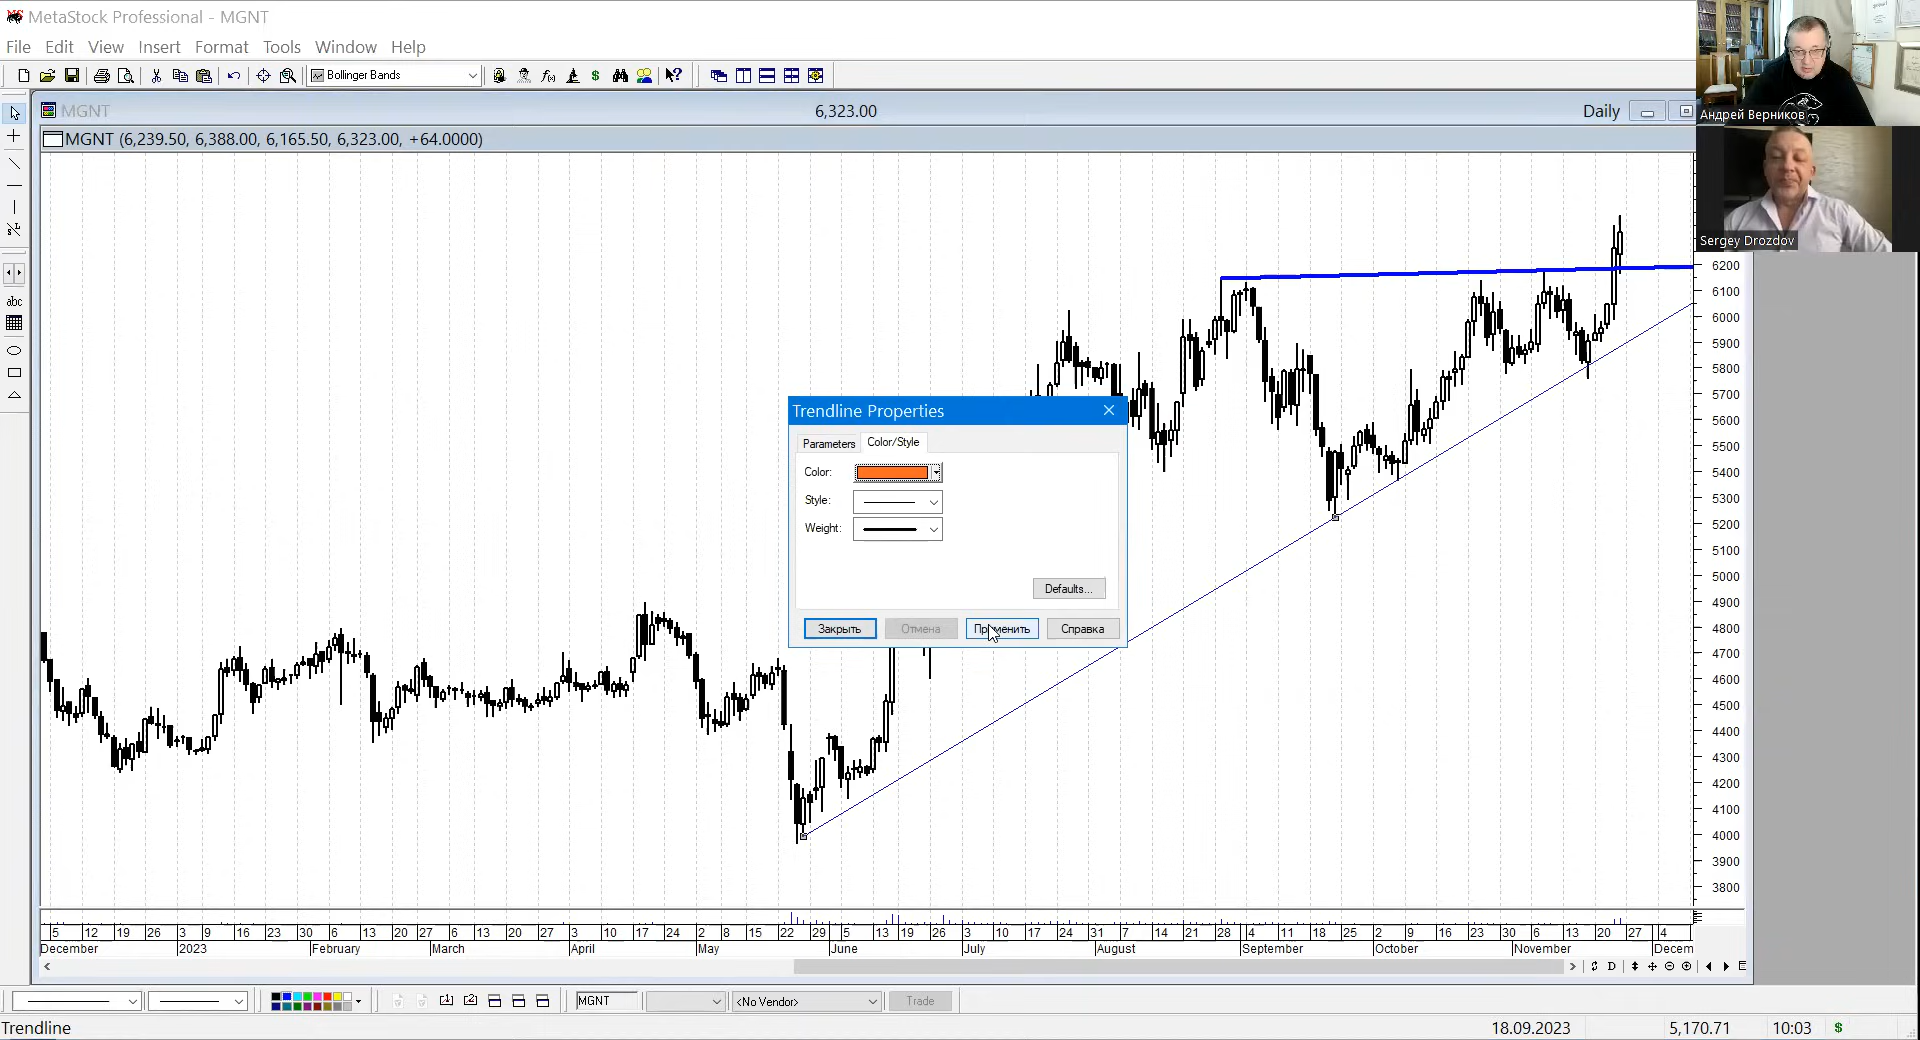 MetaStock Professional - MGNT
File Edit View Insert Format Tools Window Help
Bollinger Bands
MGNT 6,323.00 Daily
MGNT (6,239.50, 6,388.00, 6,165.50, 6,323.00, +64.0000)
Андрей Верников
Sergey Drozdov
abc
Trendline Properties
Parameters Color/Style
Color:
Style:
Weight:
Defaults...
Закрыть Отмена Применить Справка
6200
6100
6000
5900
5800
5700
5600
5500
5400
5300
5200
5100
5000
4900
4800
4700
4600
4500
4400
4300
4200
4100
4000
3900
3800
5 12 19 26 3 9 16 23 30 6 13 20 27 6 13 20 27 3 10 17 24 2 8 15 22 29 5 13 19 26 3 10 17 24 31 7 14 21 28 4 11 18 25 2 9 16 23 30 6 13 20 27 4
December 2023 February March April May June July August September October November Decem
D
MGNT <No Vendor> Trade
Trendline 18.09.2023 5,170.71 10:03 $